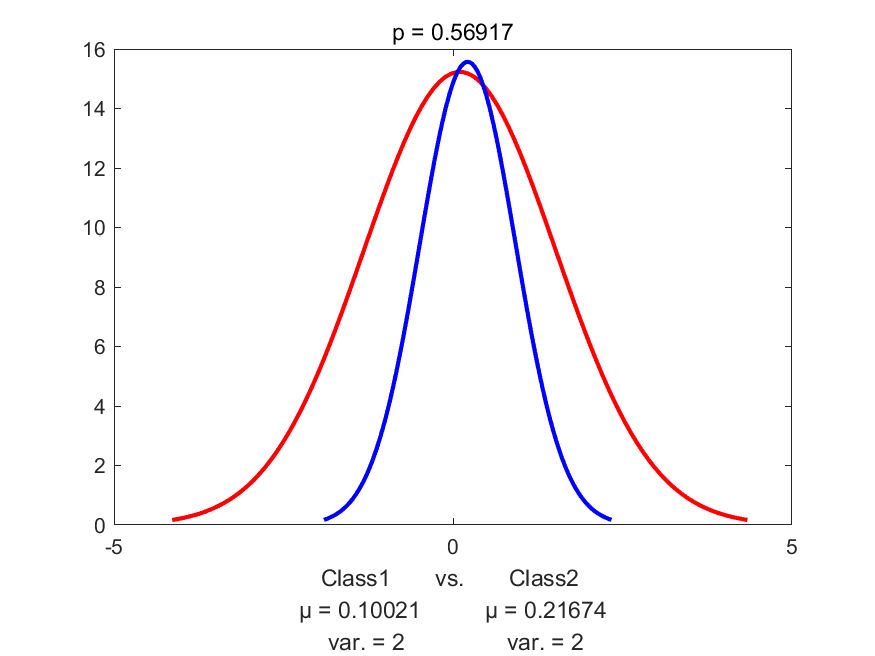 p = 0.56917
16
14
12
10
8
6
4
2
0
-5 0 5
Class1 vs. Class2
μ = 0.10021 μ = 0.21674
var. = 2 var. = 2